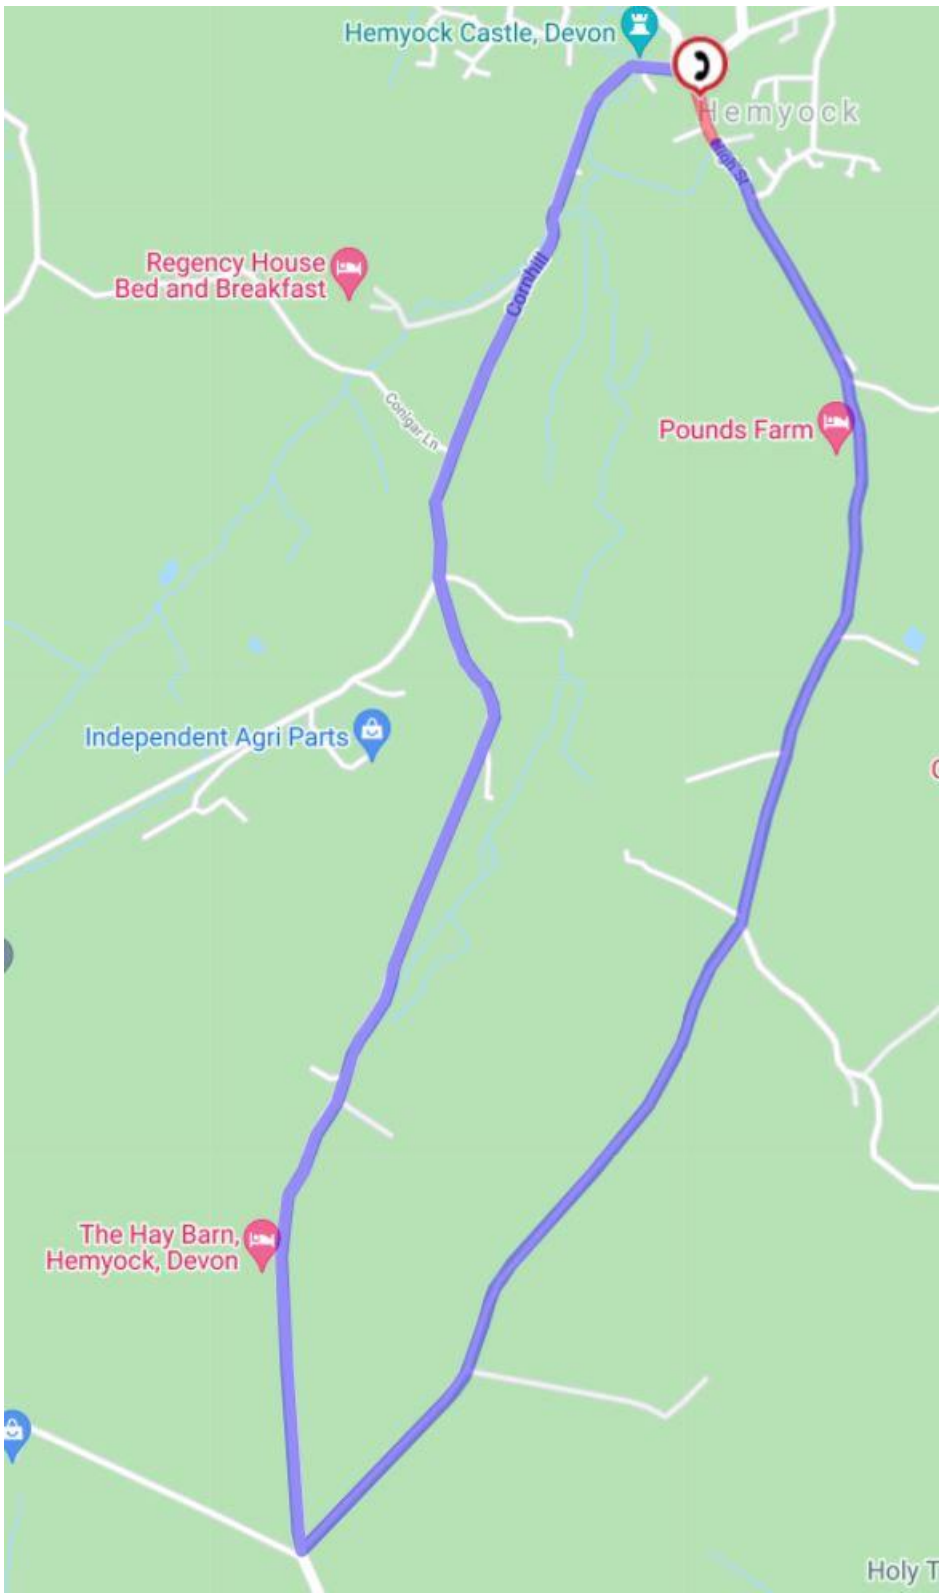 Hemyock Castle, Devon
Hemyock
High St
Regency House
Bed and Breakfast
Cornhill
Conigar Ln
Pounds Farm
Independent Agri Parts
The Hay Barn,
Hemyock, Devon
Holy T